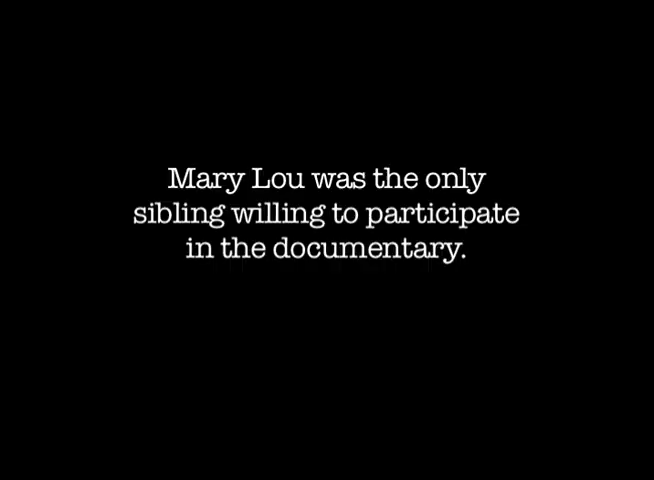 Mary Lou was the only
sibling willing to participate
in the documentary.